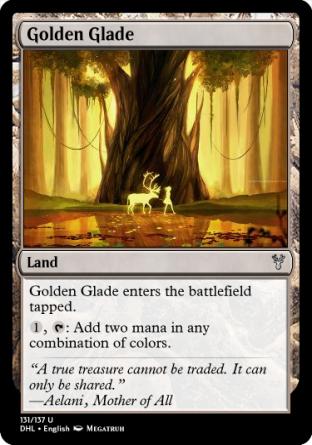 Golden Glade
Land
Golden Glade enters the battlefield
tapped.
1, T: Add two mana in any
combination of colors.
“A true treasure cannot be traded. It can
only be shared.”
—Aelani, Mother of All
131/137 U
DHL • English MEGATRUH